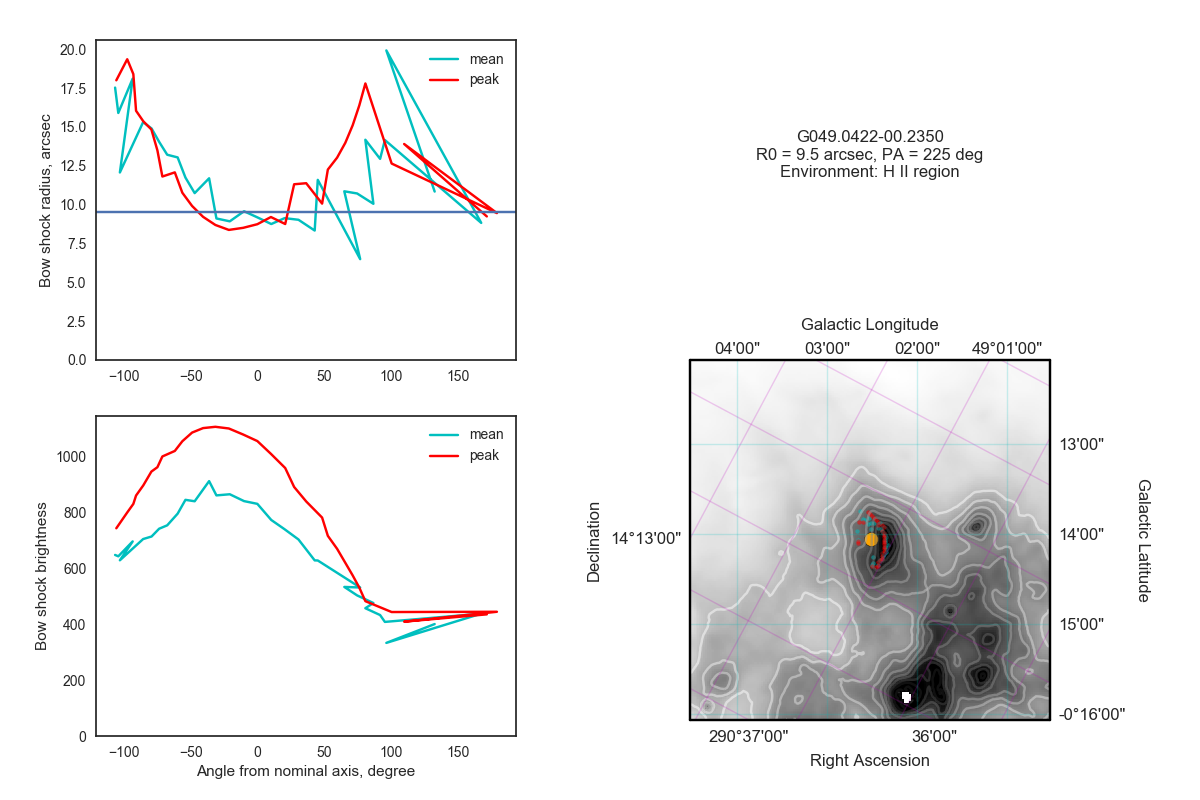 20.0
17.5
15.0
12.5
10.0
7.5
5.0
2.5
0.0
Bow shock radius, arcsec
mean
peak
−100
−50
0
50
100
150
1000
800
600
400
200
0
Bow shock brightness
mean
peak
−100
−50
0
50
100
150
Angle from nominal axis, degree
G049.0422-00.2350
R0 = 9.5 arcsec, PA = 225 deg
Environment: H II region
Galactic Longitude
04'00" 03'00" 02'00" 49°01'00"
13'00"
14'00"
15'00"
-0°16'00"
Galactic Latitude
Declination
14°13'00"
290°37'00" 36'00"
Right Ascension